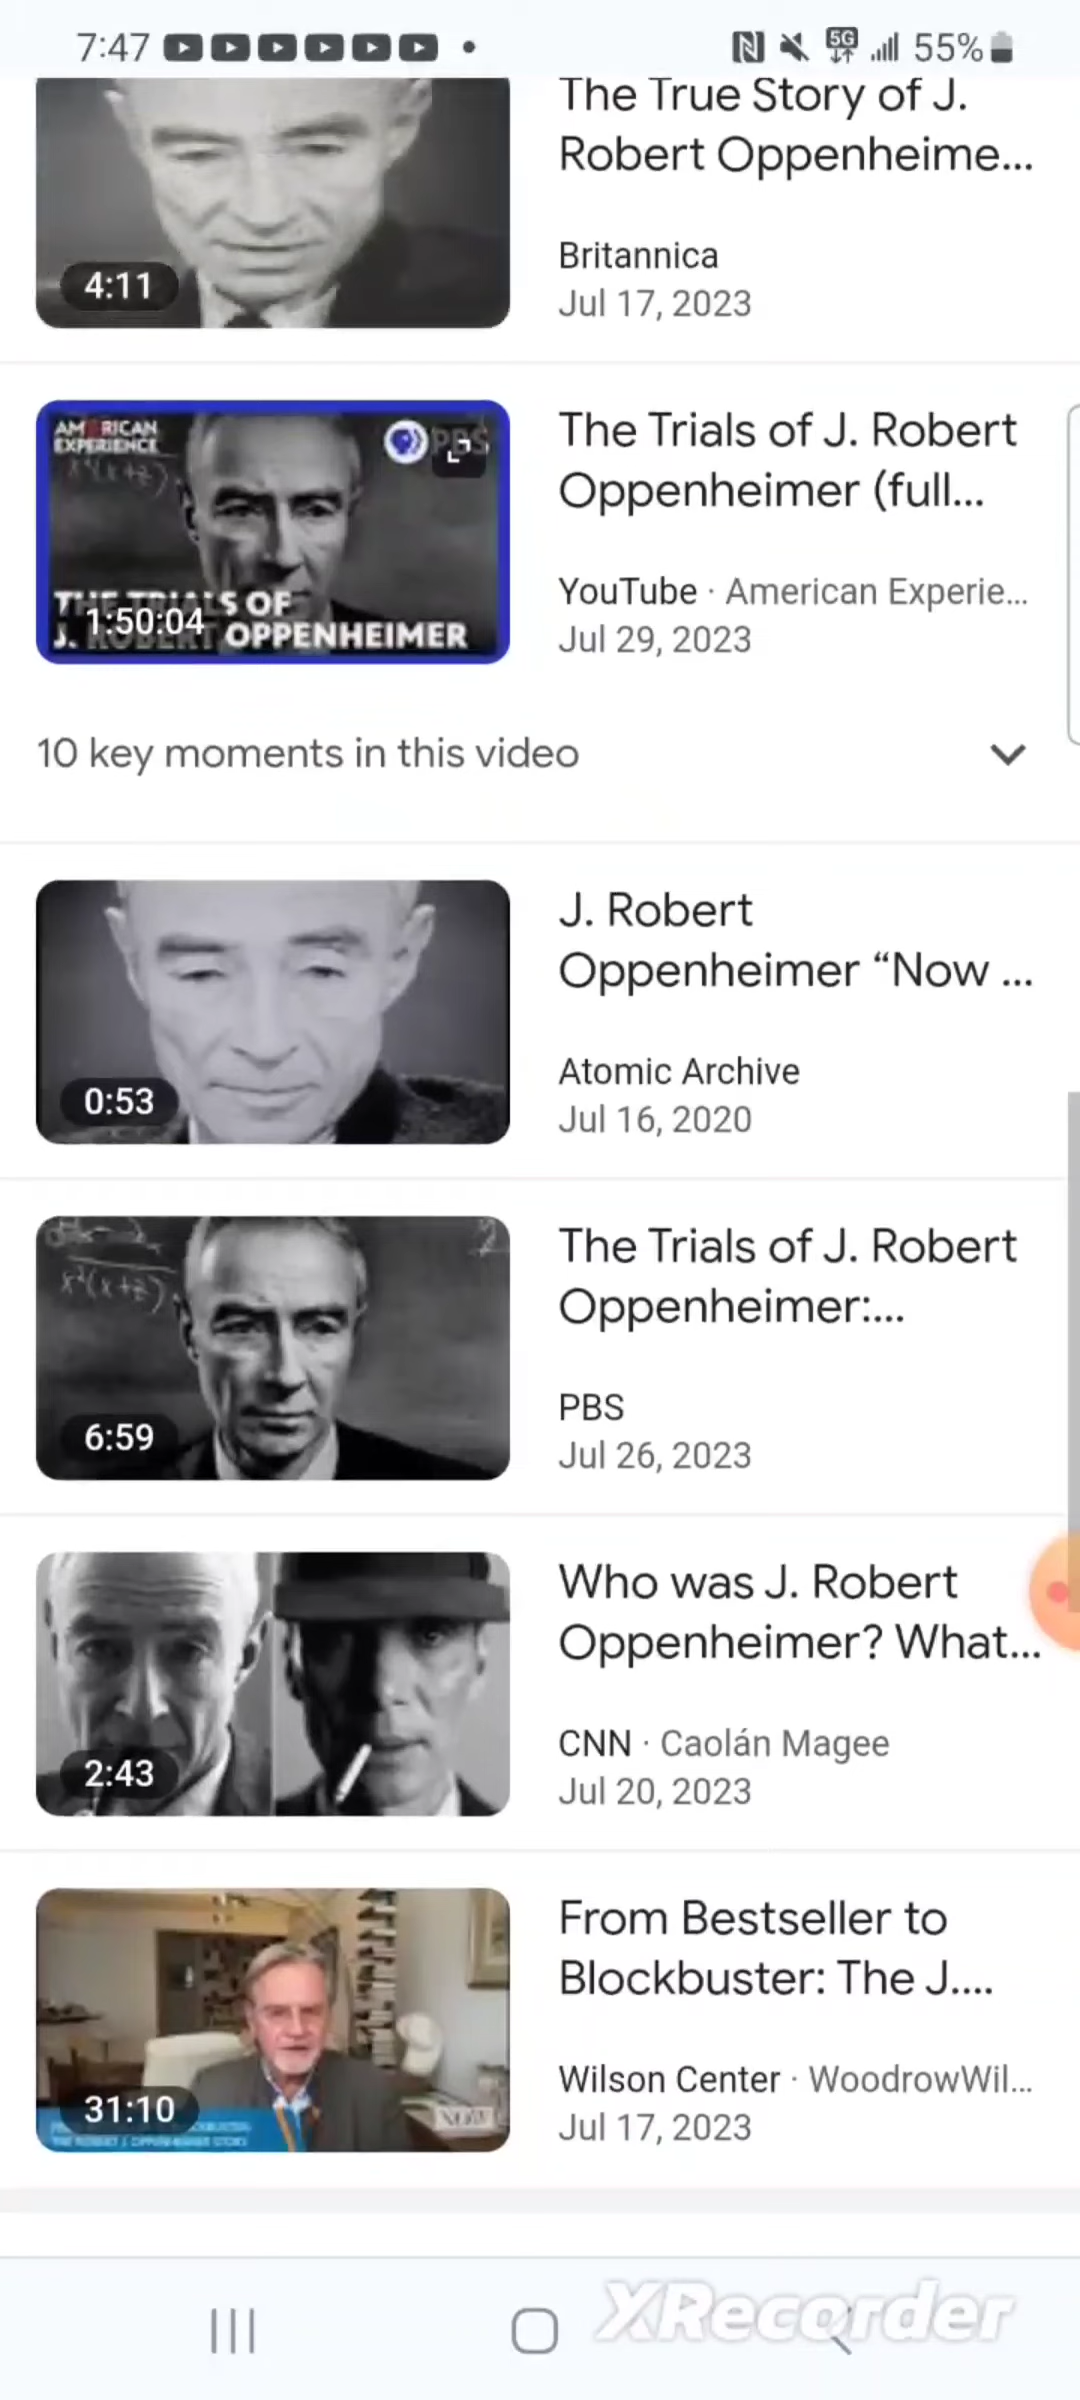 7:47
5G
55%
The True Story of J.
Robert Oppenheime...
4:11
Britannica
Jul 17, 2023
AMERICAN
EXPERIENCE
PBS
THE TRIALS OF
J. ROBERT OPPENHEIMER
1:50:04
The Trials of J. Robert
Oppenheimer (full...
YouTube · American Experie...
Jul 29, 2023
10 key moments in this video
0:53
J. Robert
Oppenheimer “Now ...
Atomic Archive
Jul 16, 2020
6:59
The Trials of J. Robert
Oppenheimer:...
PBS
Jul 26, 2023
2:43
Who was J. Robert
Oppenheimer? What...
CNN · Caolán Magee
Jul 20, 2023
31:10
From Bestseller to
Blockbuster: The J....
Wilson Center · WoodrowWil...
Jul 17, 2023
XRecorder